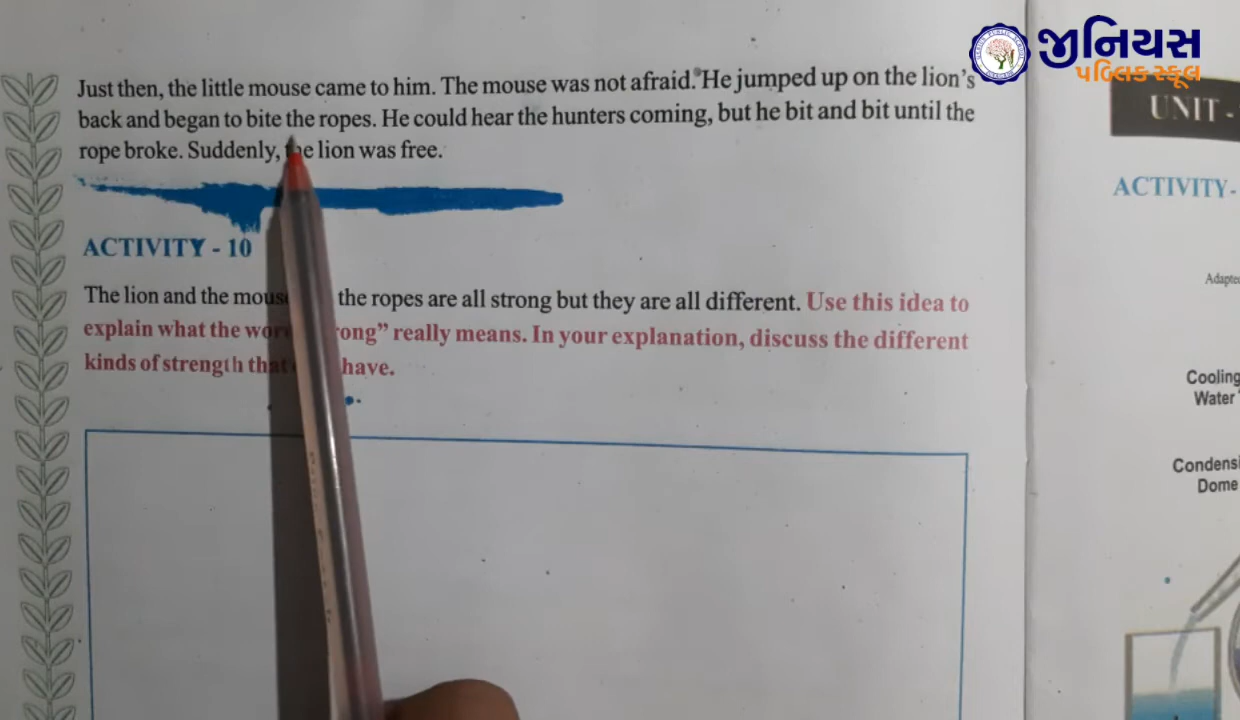 જીનિયસ
પબ્લિક સ્કૂલ
Just then, the little mouse came to him. The mouse was not afraid. He jumped up on the lion's
back and began to bite the ropes. He could hear the hunters coming, but he bit and bit until the
rope broke. Suddenly, the lion was free.
ACTIVITY - 10
The lion and the mouse the ropes are all strong but they are all different. Use this idea to
explain what the ong” really means. In your explanation, discuss the different
kinds of strength that have.
UNIT -
ACTIVITY-
Adapted
Cooling
Water
Condensi
Dome